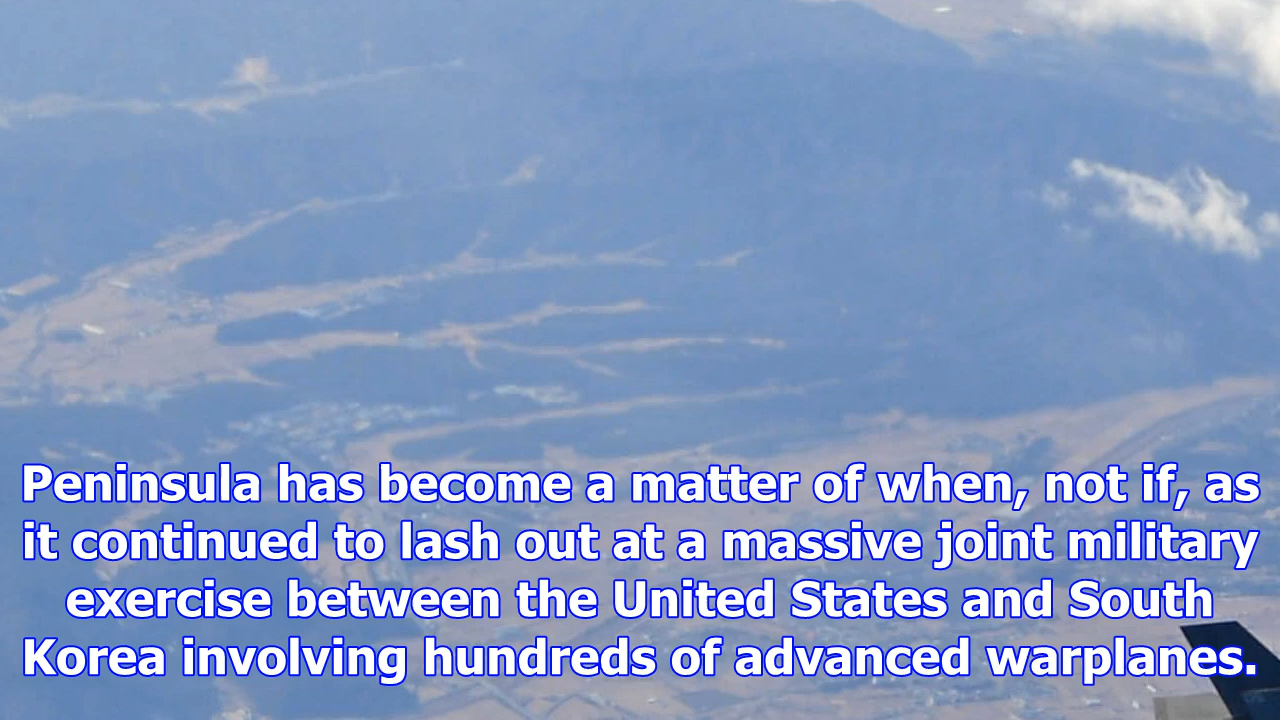 Peninsula has become a matter of when, not if, as
it continued to lash out at a massive joint military
exercise between the United States and South
Korea involving hundreds of advanced warplanes.